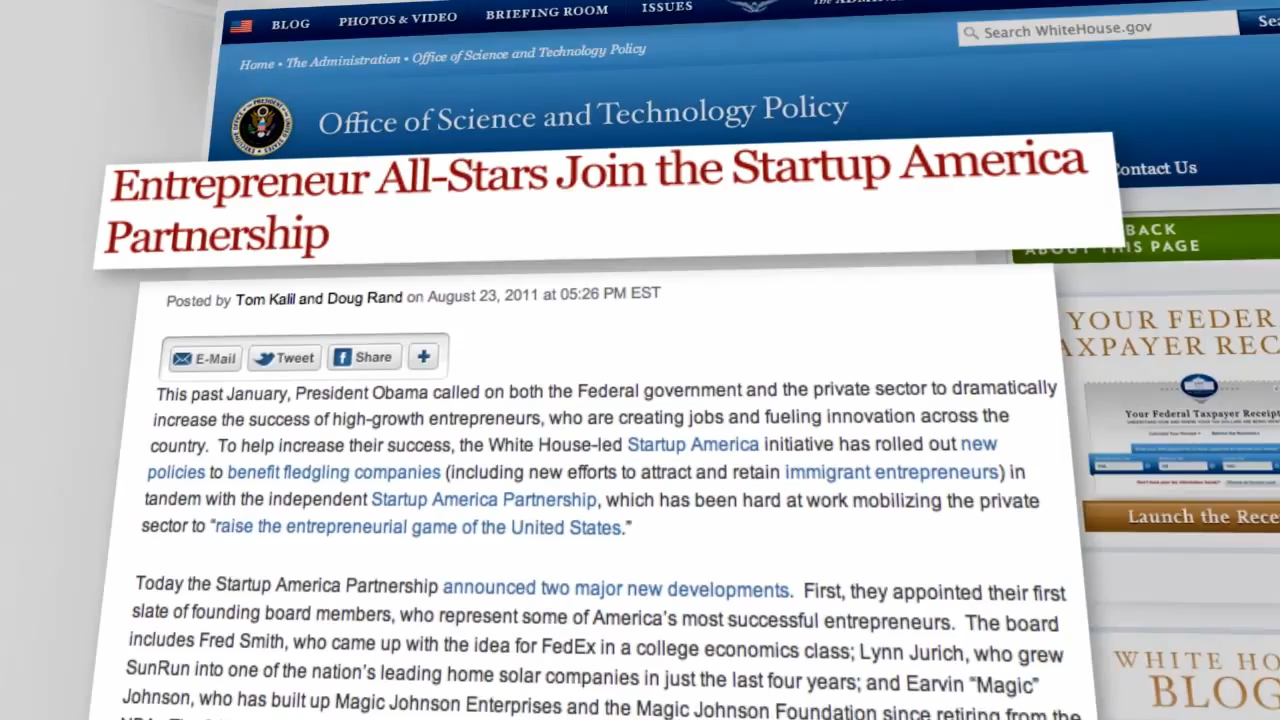 BLOG PHOTOS & VIDEO BRIEFING ROOM ISSUES
Search WhiteHouse.gov
Home • The Administration • Office of Science and Technology Policy
Office of Science and Technology Policy
Contact Us
Entrepreneur All-Stars Join the Startup America
Partnership
BACK
ABOUT THIS PAGE
Posted by Tom Kalil and Doug Rand on August 23, 2011 at 05:26 PM EST
E-Mail Tweet Share
This past January, President Obama called on both the Federal government and the private sector to dramatically
increase the success of high-growth entrepreneurs, who are creating jobs and fueling innovation across the
country. To help increase their success, the White House-led Startup America initiative has rolled out new
policies to benefit fledgling companies (including new efforts to attract and retain immigrant entrepreneurs) in
tandem with the independent Startup America Partnership, which has been hard at work mobilizing the private
sector to “raise the entrepreneurial game of the United States.”
Today the Startup America Partnership announced two major new developments. First, they appointed their first
slate of founding board members, who represent some of America’s most successful entrepreneurs. The board
includes Fred Smith, who came up with the idea for FedEx in a college economics class; Lynn Jurich, who grew
SunRun into one of the nation’s leading home solar companies in just the last four years; and Earvin “Magic”
Johnson, who has built up Magic Johnson Enterprises and the Magic Johnson Foundation since retiring from the
YOUR FEDER
AXPAYER REC
Your Federal Taxpayer Receipt
Launch the Rece
WHITE HO
BLOG